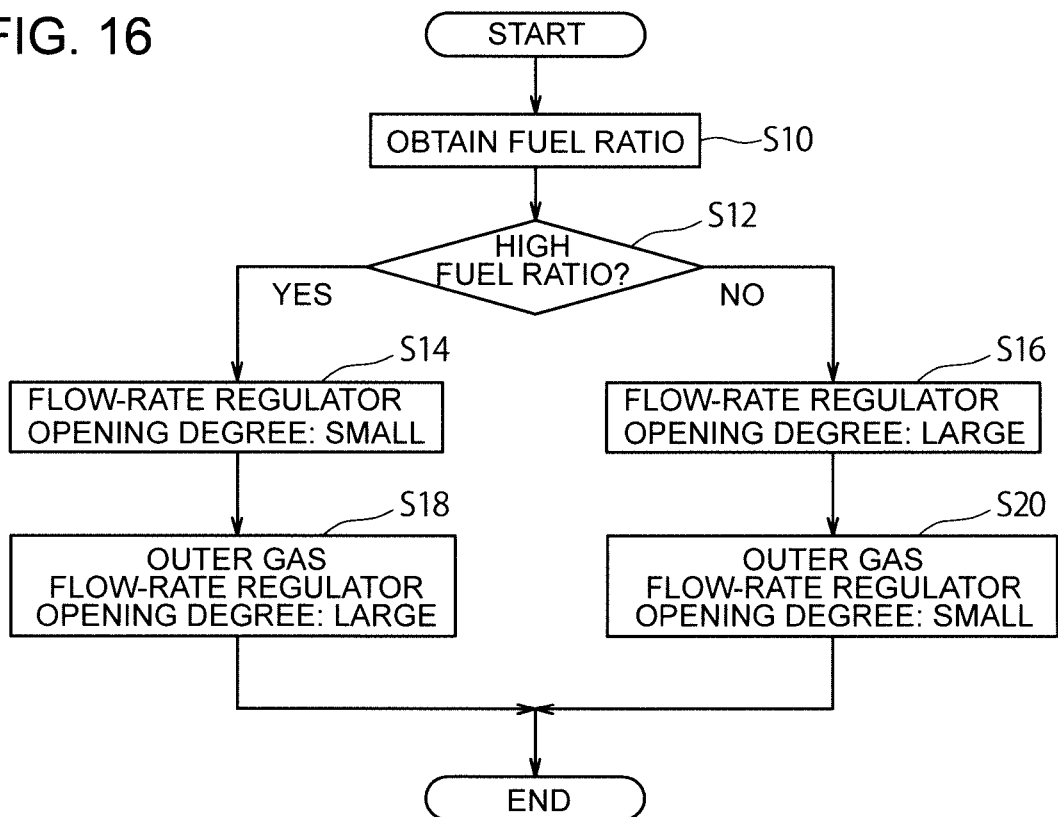 FIG. 16
START
OBTAIN FUEL RATIO
S10
S12
HIGH
FUEL RATIO?
YES
NO
S14
FLOW-RATE REGULATOR
OPENING DEGREE: SMALL
S16
FLOW-RATE REGULATOR
OPENING DEGREE: LARGE
S18
OUTER GAS
FLOW-RATE REGULATOR
OPENING DEGREE: LARGE
S20
OUTER GAS
FLOW-RATE REGULATOR
OPENING DEGREE: SMALL
END